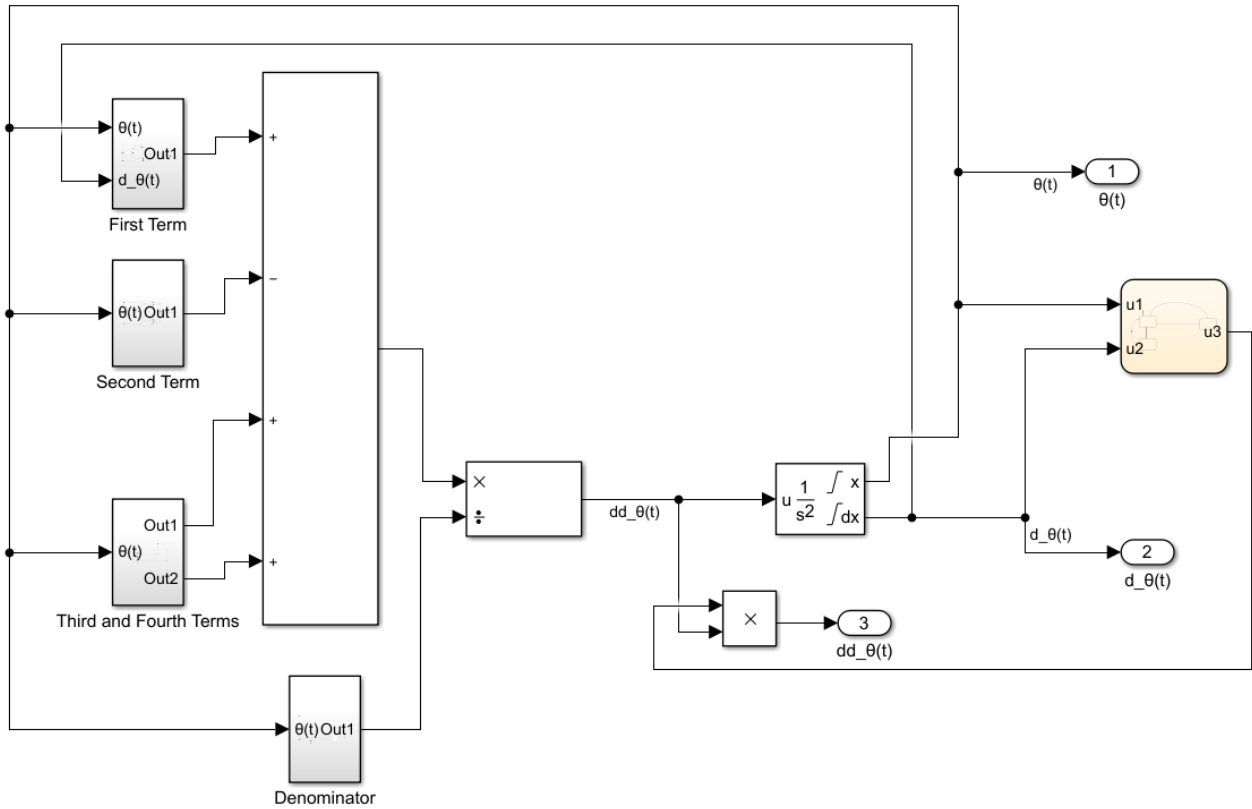 θ(t)
Out1
d_θ(t)
First Term
+
θ(t) Out1
Second Term
−
Out1
θ(t)
Out2
Third and Fourth Terms
+
+
θ(t) Out1
Denominator
×
÷
dd_θ(t)
u 1/s² ∫ x
∫dx
θ(t)
1
θ(t)
u1
u2
u3
d_θ(t)
2
d_θ(t)
×
3
dd_θ(t)